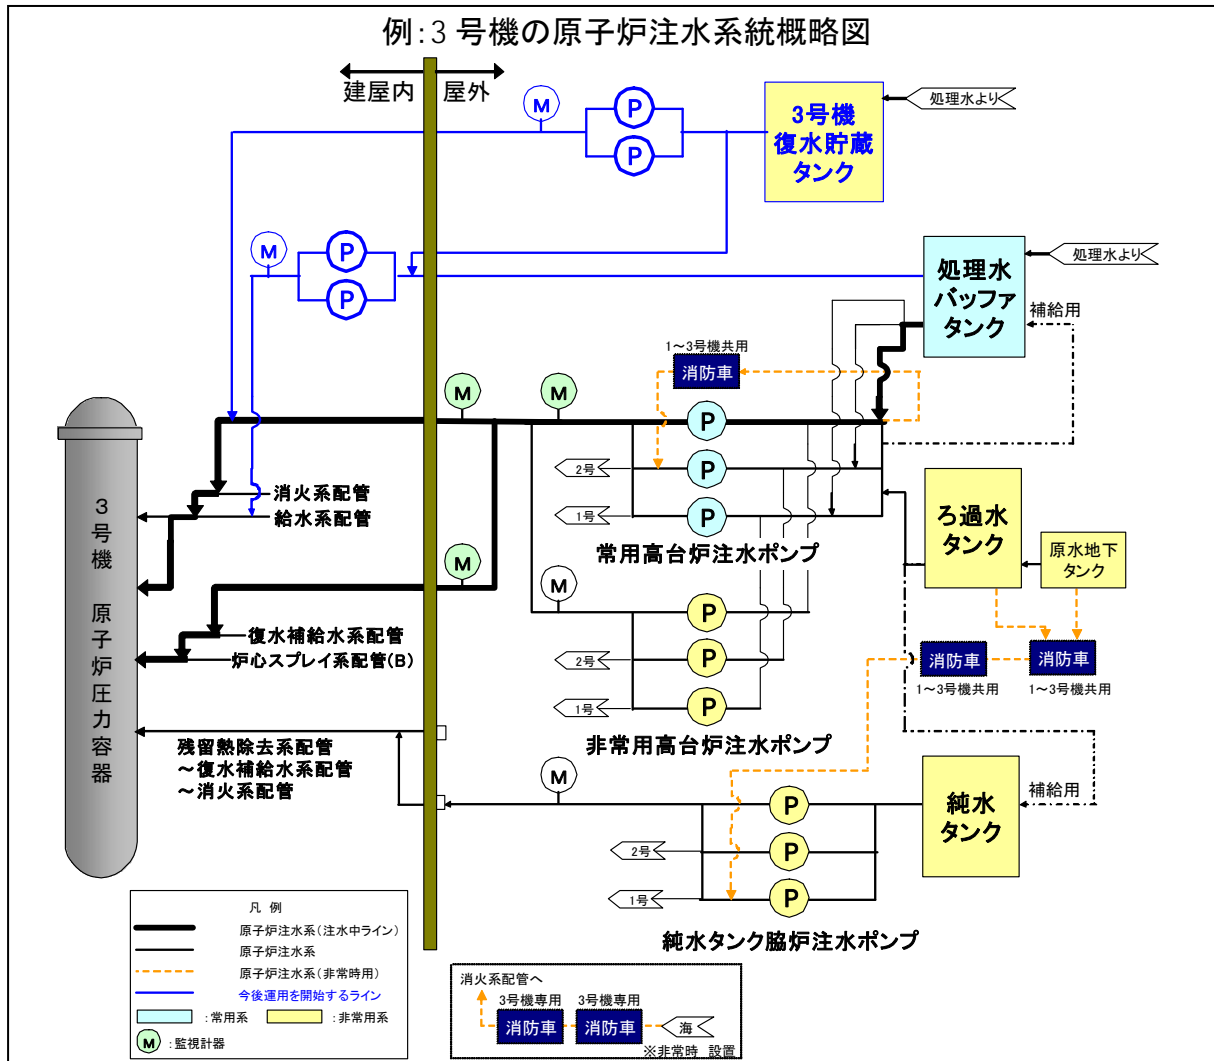 例:3 号機の原子炉注水系統概略図
建屋内
屋外
M
P
P
3号機
復水貯蔵
タンク
処理水より
M
P
P
処理水
バッファ
タンク
処理水より
補給用
1～3号機共用
消防車
M
M
P
2号
P
1号
P
常用高台炉注水ポンプ
消火系配管
給水系配管
3号機 原子炉圧力容器
M
M
P
2号
P
1号
P
非常用高台炉注水ポンプ
ろ過水
タンク
原水地下
タンク
消防車
1～3号機共用
消防車
1～3号機共用
復水補給水系配管
炉心スプレイ系配管(B)
残留熱除去系配管
～復水補給水系配管
～消火系配管
M
P
2号
P
1号
P
純水タンク脇炉注水ポンプ
純水
タンク
補給用
凡 例
原子炉注水系(注水中ライン)
原子炉注水系
原子炉注水系(非常時用)
今後運用を開始するライン
:常用系
:非常用系
M
:監視計器
消火系配管へ
3号機専用
3号機専用
消防車
消防車
海
※非常時 設置